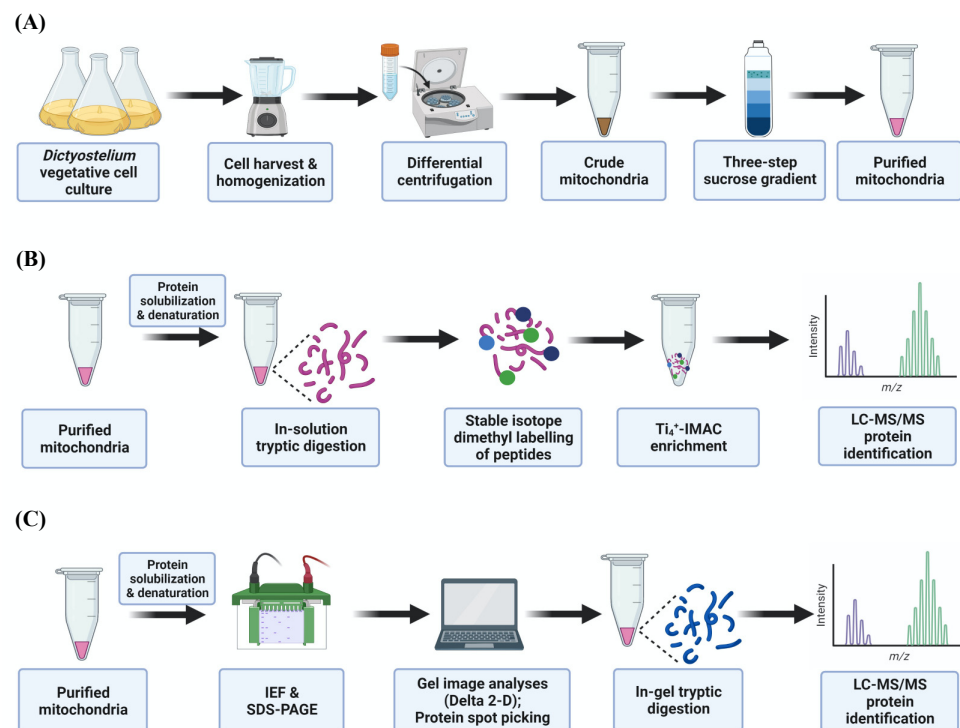 (A)
Dictyostelium
vegetative cell
culture
Cell harvest &
homogenization
Differential
centrifugation
Crude
mitochondria
Three-step
sucrose gradient
Purified
mitochondria
(B)
Protein
solubilization
& denaturation
Intensity
m/z
Purified
mitochondria
In-solution
tryptic digestion
Stable isotope
dimethyl labelling
of peptides
Ti₄⁺-IMAC
enrichment
LC-MS/MS
protein
identification
(C)
Protein
solubilization
& denaturation
Intensity
m/z
Purified
mitochondria
IEF &
SDS-PAGE
Gel image analyses
(Delta 2-D);
Protein spot picking
In-gel tryptic
digestion
LC-MS/MS
protein
identification